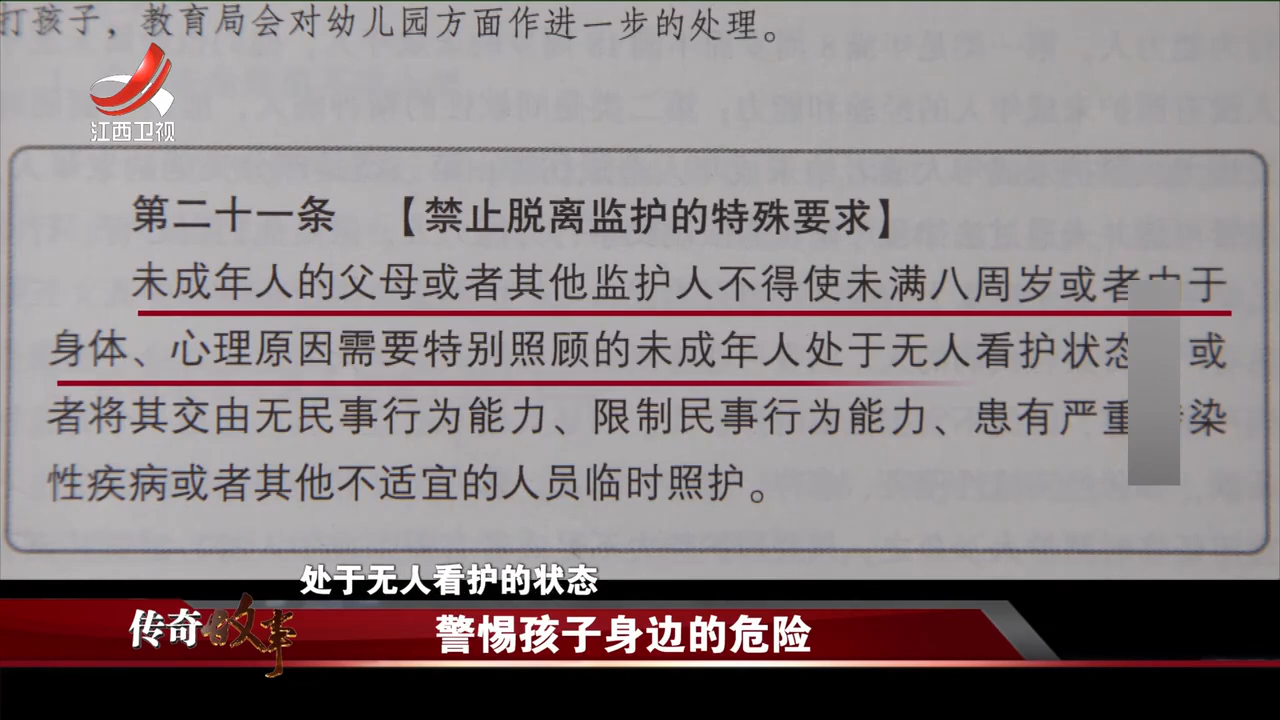 打孩子，教育局会对幼儿园方面作进一步的处理。
江西卫视
第二十一条 【禁止脱离监护的特殊要求】
未成年人的父母或者其他监护人不得使未满八周岁或者 于
身体、心理原因需要特别照顾的未成年人处于无人看护状态 或
者将其交由无民事行为能力、限制民事行为能力、患有严重 染
性疾病或者其他不适宜的人员临时照护。
处于无人看护的状态
传奇故事
警惕孩子身边的危险